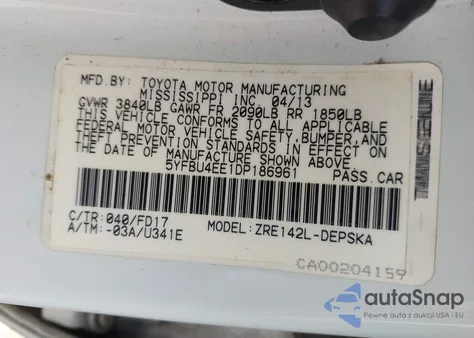 MFD.BY: TOYOTA MOTOR MANUFACTURING
MISSISSIPPI INC 04/13
GVWR 3840LB GAWR FR 2090LB RR 1850LB
THIS VEHICLE CONFORMS TO ALL APPLICABLE
FEDERAL MOTOR VEHICLE SAFETY,BUMPER,AND
THEFT PREVENTION STANDARDS IN EFFECT ON
THE DATE OF MANUFACTURE SHOWN ABOVE.
5YFBU4EE1DP186961 PASS.CAR
C/TR:040/FD17 MODEL:ZRE142L-DEPSKA
A/TM:-03A/U341E
CA00204159
autoSnap
Pewne auta z aukcji USA i EU